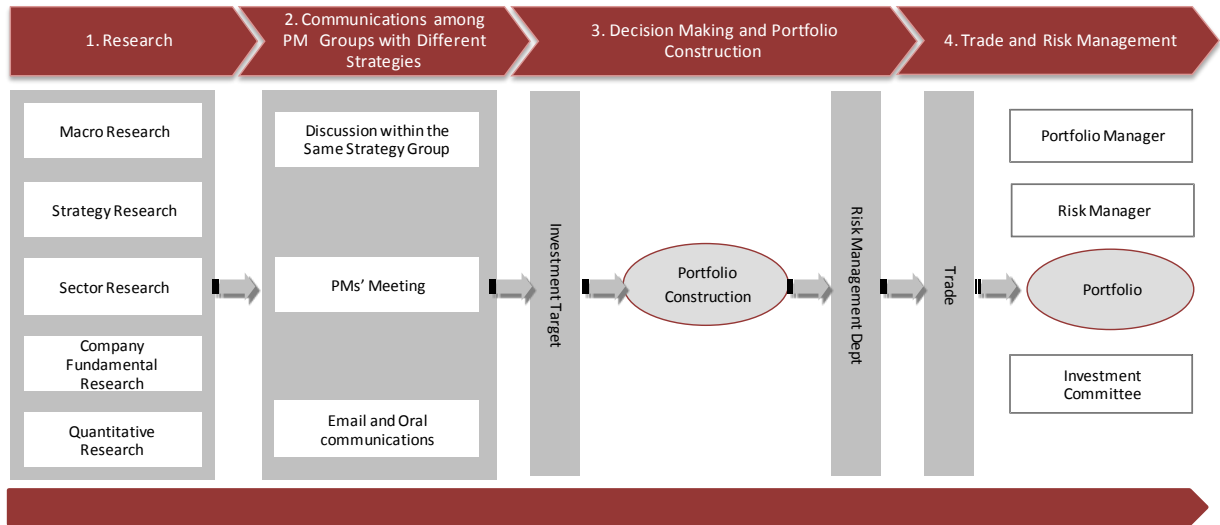 1. Research
2. Communications among
PM Groups with Different
Strategies
3. Decision Making and Portfolio
Construction
4. Trade and Risk Management
Macro Research
Strategy Research
Sector Research
Company
Fundamental
Research
Quantitative
Research
Discussion within the
Same Strategy Group
PMs' Meeting
Email and Oral
communications
Investment Target
Portfolio
Construction
Risk Management Dept
Trade
Portfolio Manager
Risk Manager
Portfolio
Investment
Committee